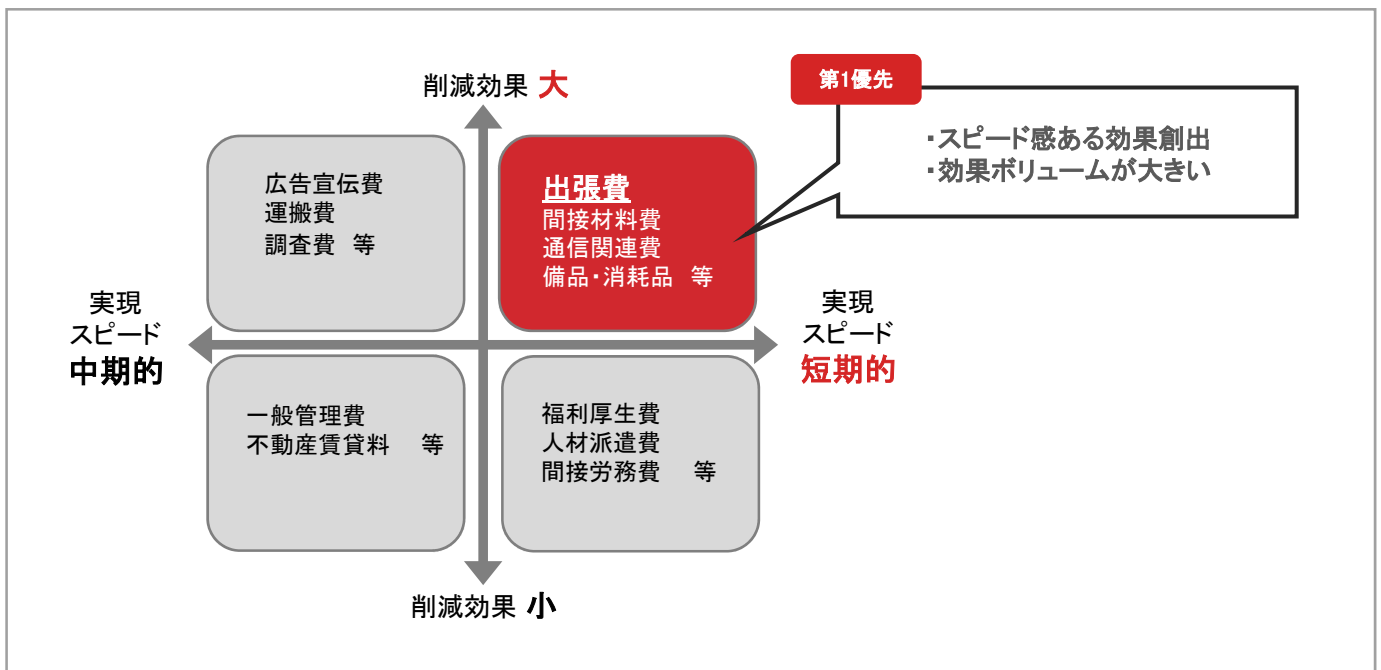 削減効果 大
第1優先
・スピード感ある効果創出
・効果ボリュームが大きい
広告宣伝費
運搬費
調査費 等
出張費
間接材料費
通信関連費
備品・消耗品 等
実現
スピード
中期的
実現
スピード
短期的
一般管理費
不動産賃貸料 等
福利厚生費
人材派遣費
間接労務費 等
削減効果 小